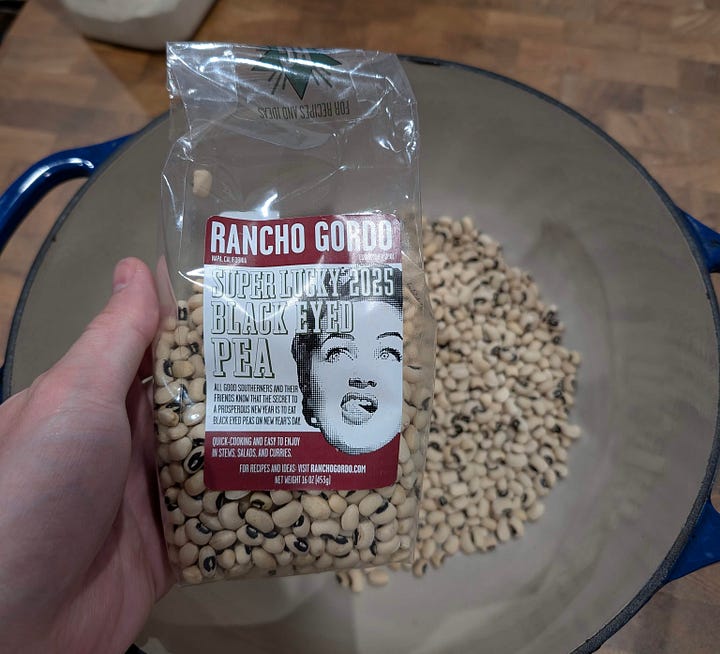 FOR RECIPES AND IDEAS
RANCHO GORDO
NAPA, CALIFORNIA
SUPER LUCKY 2025
BLACK EYED
PEA
ALL GOOD SOUTHERNERS AND THEIR
FRIENDS KNOW THAT THE SECRET TO
A PROSPEROUS NEW YEAR IS TO EAT
BLACK EYED PEAS ON NEW YEAR'S DAY.
QUICK-COOKING AND EASY TO ENJOY
IN STEWS, SALADS, AND CURRIES.
FOR RECIPES AND IDEAS: VISIT RANCHOGORDO.COM
NET WEIGHT 16 OZ (453g)